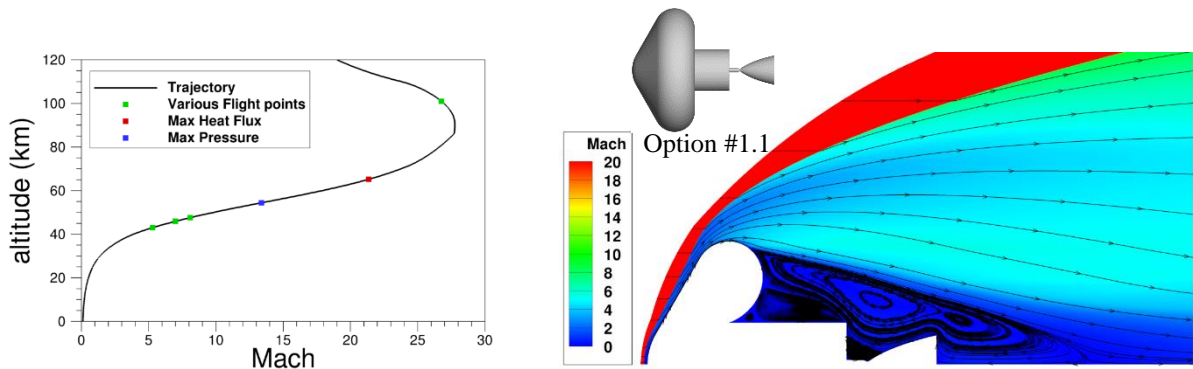 altitude (km)
120
100
80
60
40
20
0
Trajectory
Various Flight points
Max Heat Flux
Max Pressure
0 5 10 15 20 25 30
Mach
Option #1.1
Mach
20
18
16
14
12
10
8
6
4
2
0